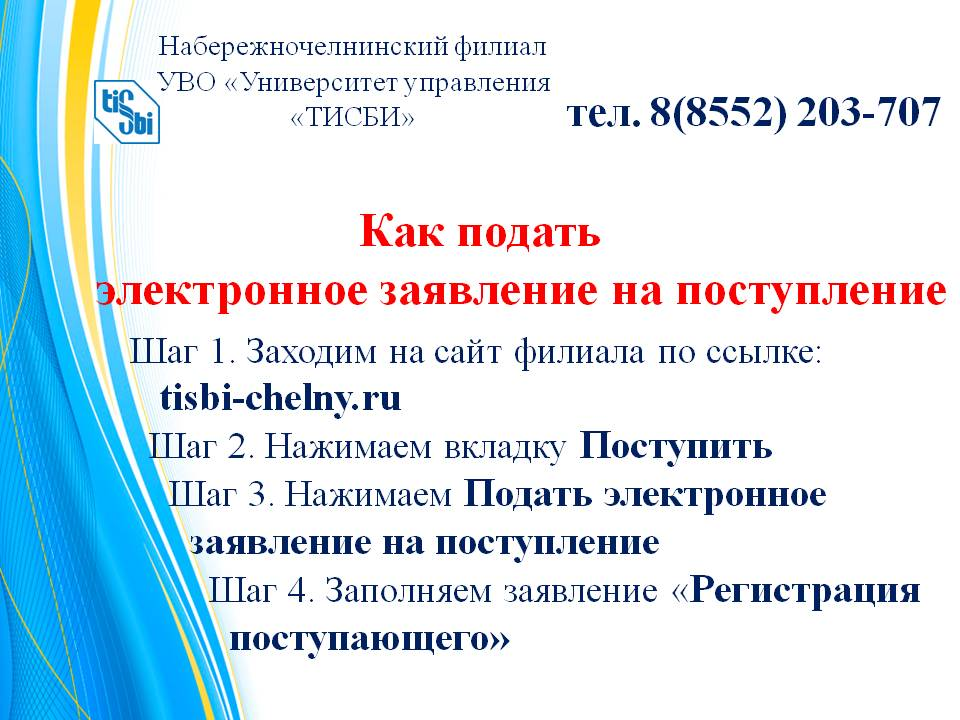 Набережночелнинский филиал
УВО «Университет управления
«ТИСБИ»
tisbi
тел. 8(8552) 203-707
Как подать
электронное заявление на поступление
Шаг 1. Заходим на сайт филиала по ссылке:
tisbi-chelny.ru
Шаг 2. Нажимаем вкладку Поступить
Шаг 3. Нажимаем Подать электронное
заявление на поступление
Шаг 4. Заполняем заявление «Регистрация
поступающего»